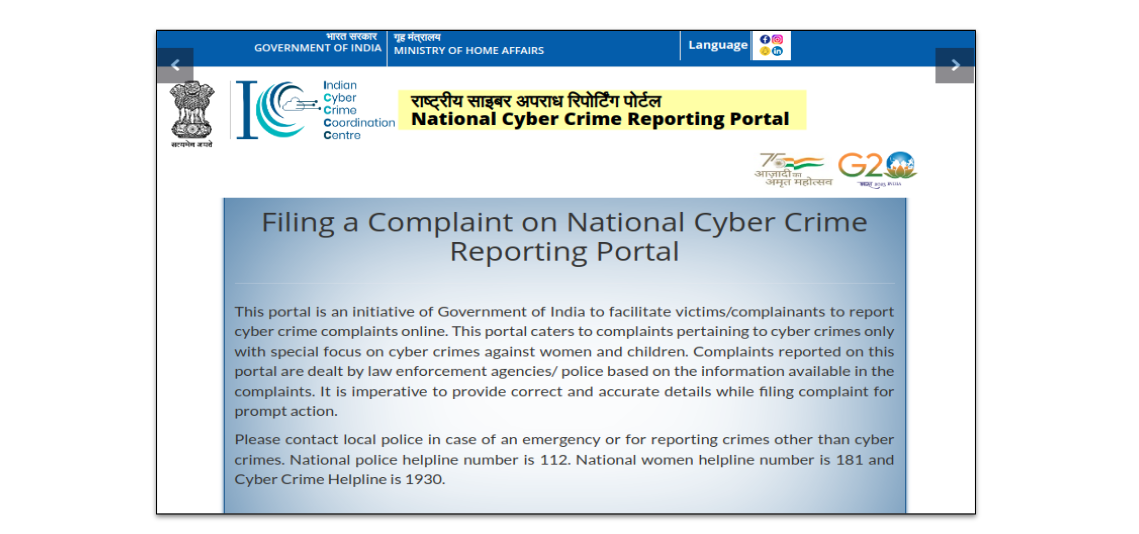 भारत सरकार
GOVERNMENT OF INDIA
गृह मंत्रालय
MINISTRY OF HOME AFFAIRS
Language
सत्यमेव जयते
Indian
Cyber
Crime
Coordination
Centre
राष्ट्रीय साइबर अपराध रिपोर्टिंग पोर्टल
National Cyber Crime Reporting Portal
75
आज़ादी का
अमृत महोत्सव
G20
Filing a Complaint on National Cyber Crime
Reporting Portal
This portal is an initiative of Government of India to facilitate victims/complainants to report
cyber crime complaints online. This portal caters to complaints pertaining to cyber crimes only
with special focus on cyber crimes against women and children. Complaints reported on this
portal are dealt by law enforcement agencies/ police based on the information available in the
complaints. It is imperative to provide correct and accurate details while filing complaint for
prompt action.
Please contact local police in case of an emergency or for reporting crimes other than cyber
crimes. National police helpline number is 112. National women helpline number is 181 and
Cyber Crime Helpline is 1930.